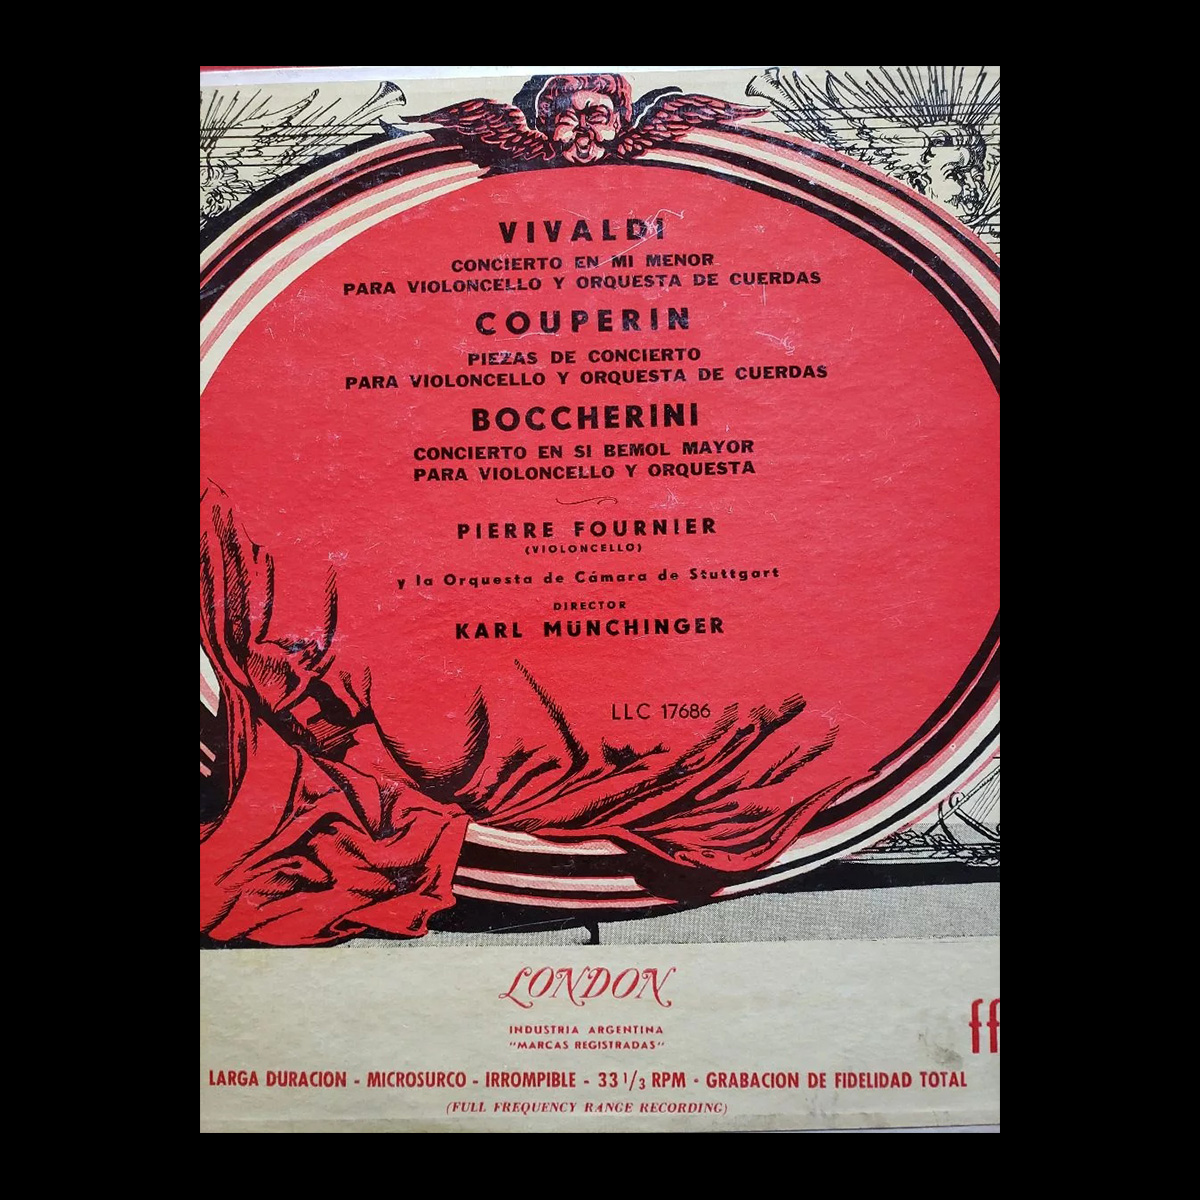 VIVALDI
CONCIERTO EN MI MENOR
PARA VIOLONCELLO Y ORQUESTA DE CUERDAS
COUPERIN
PIEZAS DE CONCIERTO
PARA VIOLONCELLO Y ORQUESTA DE CUERDAS
BOCCHERINI
CONCIERTO EN SI BEMOL MAYOR
PARA VIOLONCELLO Y ORQUESTA
PIERRE FOURNIER
(VIOLONCELLO)
y la Orquesta de Cámara de Stuttgart
DIRECTOR
KARL MÜNCHINGER
LLC 17686
LONDON
INDUSTRIA ARGENTINA
"MARCAS REGISTRADAS"
ff
LARGA DURACION - MICROSURCO - IRROMPIBLE - 33 1/3 RPM - GRABACION DE FIDELIDAD TOTAL
(FULL FREQUENCY RANGE RECORDING)